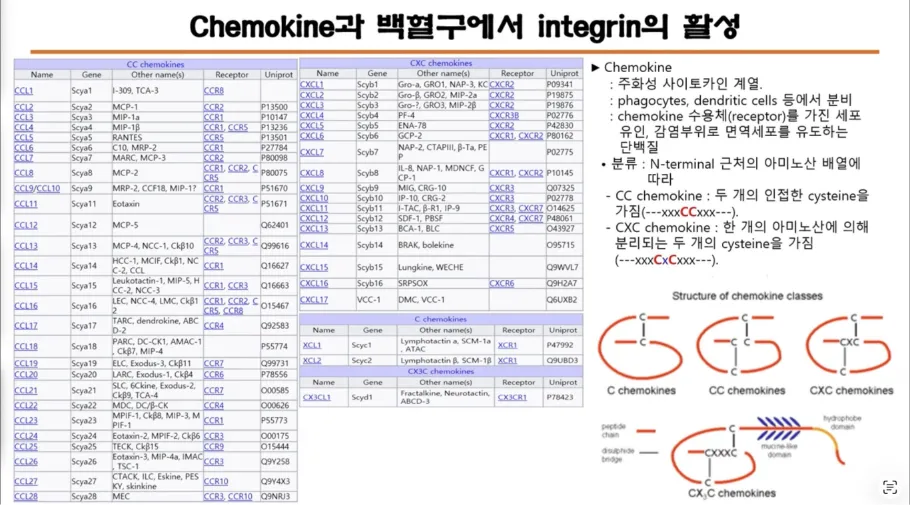 Chemokine과 백혈구에서 integrin의 활성
CC chemokines
Name Gene Other name(s) Receptor Uniprot
CCL1 Scya1 I-309, TCA-3 CCR8
CCL2 Scya2 MCP-1 CCR2 P13500
CCL3 Scya3 MIP-1a CCR1 P10147
CCL4 Scya4 MIP-1β CCR1, CCR5 P13236
CCL5 Scya5 RANTES CCR5 P13501
CCL6 Scya6 C10, MRP-2 CCR1 P27784
CCL7 Scya7 MARC, MCP-3 CCR2 P80098
CCL8 Scya8 MCP-2 CCR1, CCR2, CCR5 P80075
CCL9/CCL10 Scya9 MRP-2, CCF18, MIP-1? CCR1 P51670
CCL11 Scya11 Eotaxin CCR2, CCR3, CCR5 P51671
CCL12 Scya12 MCP-5 Q62401
CCL13 Scya13 MCP-4, NCC-1, Ckβ10 CCR2, CCR3, CCR5 Q99616
CCL14 Scya14 HCC-1, MCIF, Ckβ1, NCC-2, CCL CCR1 Q16627
CCL15 Scya15 Leukotactin-1, MIP-5, HCC-2, NCC-3 CCR1, CCR3 Q16663
CCL16 Scya16 LEC, NCC-4, LMC, Ckβ12 CCR1, CCR2, CCR5, CCR8 O15467
CCL17 Scya17 TARC, dendrokine, ABCD-2 CCR4 Q92583
CCL18 Scya18 PARC, DC-CK1, AMAC-1, Ckβ7, MIP-4 P55774
CCL19 Scya19 ELC, Exodus-3, Ckβ11 CCR7 Q99731
CCL20 Scya20 LARC, Exodus-1, Ckβ4 CCR6 P78556
CCL21 Scya21 SLC, 6Ckine, Exodus-2, Ckβ9, TCA-4 CCR7 O00585
CCL22 Scya22 MDC, DC/β-CK CCR4 O00626
CCL23 Scya23 MPIF-1, Ckβ8, MIP-3, MPIF-1 CCR1 P55773
CCL24 Scya24 Eotaxin-2, MPIF-2, Ckβ6 CCR3 O00175
CCL25 Scya25 TECK, Ckβ15 CCR9 O15444
CCL26 Scya26 Eotaxin-3, MIP-4a, IMAC, TSC-1 CCR3 Q9Y258
CCL27 Scya27 CTACK, ILC, Eskine, PESKY, skinkine CCR10 Q9Y4X3
CCL28 Scya28 MEC CCR3, CCR10 Q9NRJ3
CXC chemokines
Name Gene Other name(s) Receptor Uniprot
CXCL1 Scyb1 Gro-a, GRO1, NAP-3, KC CXCR2 P09341
CXCL2 Scyb2 Gro-β, GRO2, MIP-2a CXCR2 P19875
CXCL3 Scyb3 Gro-?, GRO3, MIP-2β CXCR2 P19876
CXCL4 Scyb4 PF-4 CXCR3B P02776
CXCL5 Scyb5 ENA-78 CXCR2 P42830
CXCL6 Scyb6 GCP-2 CXCR1, CXCR2 P80162
CXCL7 Scyb7 NAP-2, CTAPIII, β-Ta, PEP P02775
CXCL8 Scyb8 IL-8, NAP-1, MDNCF, GCP-1 CXCR1, CXCR2 P10145
CXCL9 Scyb9 MIG, CRG-10 CXCR3 Q07325
CXCL10 Scyb10 IP-10, CRG-2 CXCR3 P02778
CXCL11 Scyb11 I-TAC, β-R1, IP-9 CXCR3, CXCR7 O14625
CXCL12 Scyb12 SDF-1, PBSF CXCR4, CXCR7 P48061
CXCL13 Scyb13 BCA-1, BLC CXCR5 O43927
CXCL14 Scyb14 BRAK, bolekine O95715
CXCL15 Scyb15 Lungkine, WECHE Q9WVL7
CXCL16 Scyb16 SRPSOX CXCR6 Q9H2A7
CXCL17 VCC-1 DMC, VCC-1 Q6UXB2
C chemokines
Name Gene Other name(s) Receptor Uniprot
XCL1 Scyc1 Lymphotactin a, SCM-1a, ATAC XCR1 P47992
XCL2 Scyc2 Lymphotactin β, SCM-1β XCR1 Q9UBD3
CX3C chemokines
Name Gene Other name(s) Receptor Uniprot
CX3CL1 Scyd1 Fractalkine, Neurotactin, ABCD-3 CX3CR1 P78423
► Chemokine
: 주화성 사이토카인 계열.
: phagocytes, dendritic cells 등에서 분비
: chemokine 수용체(receptor)를 가진 세포
유인, 감염부위로 면역세포를 유도하는
단백질
• 분류 : N-terminal 근처의 아미노산 배열에
따라
- CC chemokine : 두 개의 인접한 cysteine을
가짐(---xxxCCxxx---).
- CXC chemokine : 한 개의 아미노산에 의해
분리되는 두 개의 cysteine을 가짐
(---xxxCxCxxx---).
Structure of chemokine classes
C
C
C chemokines
C C
C C
CC chemokines
C C
CXC
CXC chemokines
peptide chain
disulphide bridge
C C
CXXXC
mucine-like domain
hydrophobe domain
CX3C chemokines